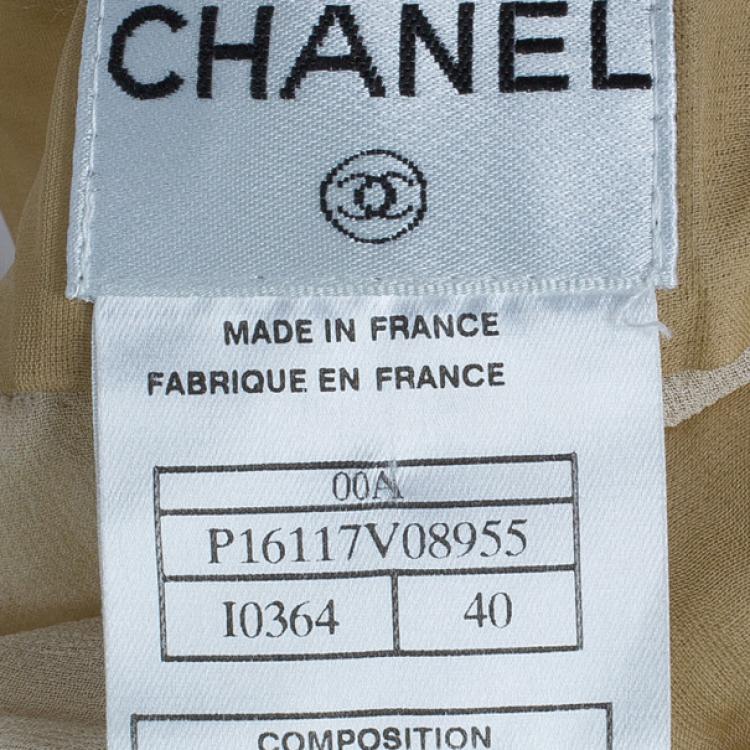 CHANEL
MADE IN FRANCE
FABRIQUE EN FRANCE
00A
P16117V08955
I0364 40
COMPOSITION